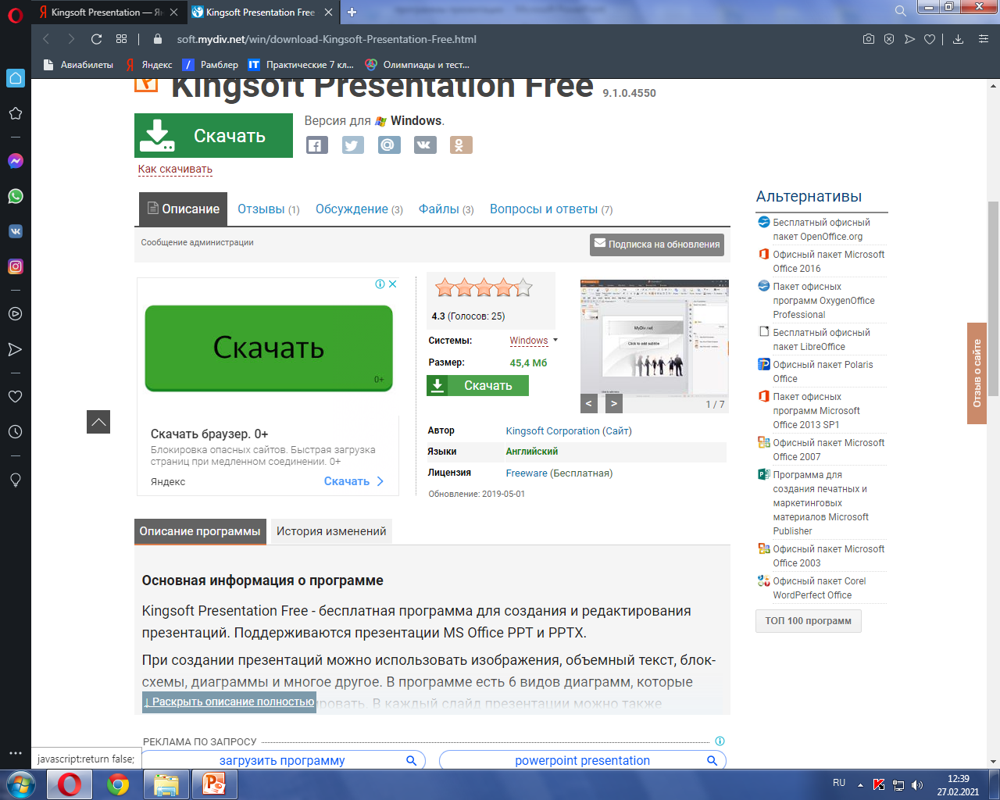 Kingsoft Presentation — Ян
Kingsoft Presentation Free
soft.mydiv.net/win/download-Kingsoft-Presentation-Free.html
Авиабилеты
Яндекс
Рамблер
Практические 7 кл...
Олимпиады и тест...
Kingsoft Presentation Free 9.1.0.4550
Скачать
Версия для Windows.
Как скачивать
Описание
Отзывы (1)
Обсуждение (3)
Файлы (3)
Вопросы и ответы (7)
Сообщение администрации
Подписка на обновления
Скачать
0+
Скачать браузер. 0+
Блокировка опасных сайтов. Быстрая загрузка
страниц при медленном соединении. 0+
Яндекс
Скачать
4.3 (Голосов: 25)
Системы: Windows
Размер: 45,4 Мб
Скачать
MyDiv.net
Click to edit subtitle
< > 1 / 7
Автор Kingsoft Corporation (Сайт)
Языки Английский
Лицензия Freeware (Бесплатная)
Обновление: 2019-05-01
Описание программы
История изменений
Основная информация о программе
Kingsoft Presentation Free - бесплатная программа для создания и редактирования
презентаций. Поддерживаются презентации MS Office PPT и PPTX.
При создании презентаций можно использовать изображения, объемный текст, блок-
схемы, диаграммы и многое другое. В программе есть 6 видов диаграмм, которые
↓ Раскрыть описание полностью
ировать. В каждый слайд презентации можно также
РЕКЛАМА ПО ЗАПРОСУ
загрузить программу
powerpoint presentation
Альтернативы
Бесплатный офисный
пакет OpenOffice.org
Офисный пакет Microsoft
Office 2016
Пакет офисных
программ OxygenOffice
Professional
Бесплатный офисный
пакет LibreOffice
Офисный пакет Polaris
Office
Пакет офисных
программ Microsoft
Office 2013 SP1
Офисный пакет Microsoft
Office 2007
Программа для
создания печатных и
маркетинговых
материалов Microsoft
Publisher
Офисный пакет Microsoft
Office 2003
Офисный пакет Corel
WordPerfect Office
ТОП 100 программ
Отзыв о сайте
javascript:return false;
RU
12:39
27.02.2021